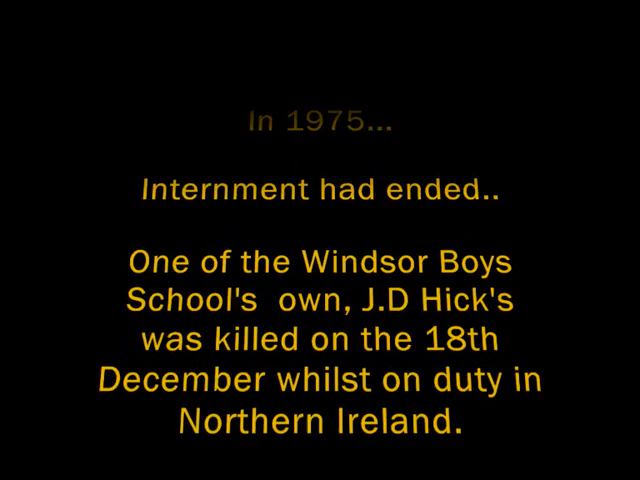 In 1975...
Internment had ended..
One of the Windsor Boys
School's  own, J.D Hick's
was killed on the 18th
December whilst on duty in
Northern Ireland.